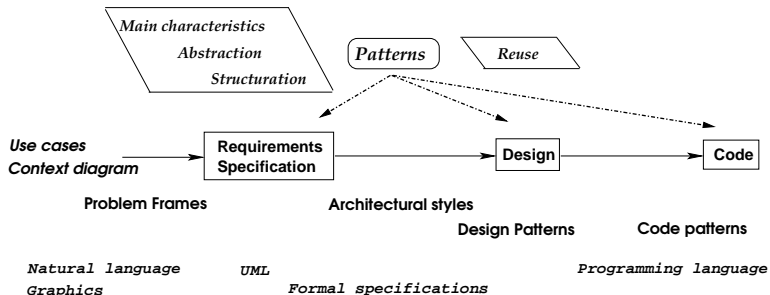 Main characteristics
Abstraction
Structuration
Patterns
Reuse
Use cases
Context diagram
Requirements
Specification
Design
Code
Problem Frames
Architectural styles
Design Patterns
Code patterns
Natural language
Graphics
UML
Formal specifications
Programming language